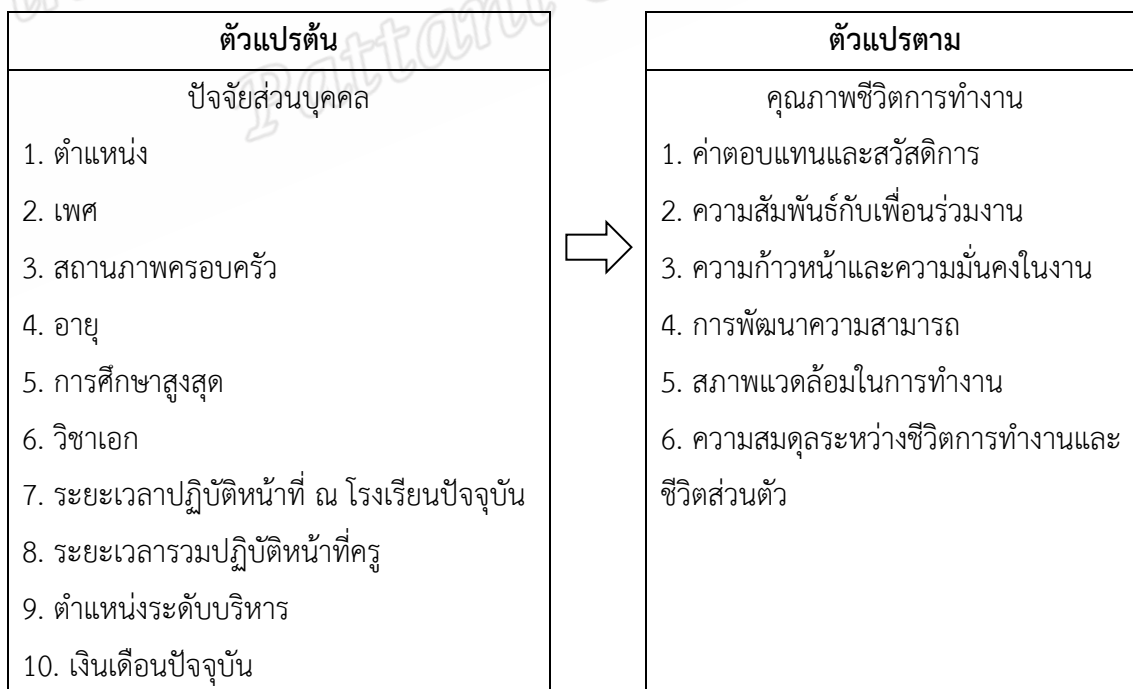 Pattani
ตัวแปรต้น
ปัจจัยส่วนบุคคล
1. ตำแหน่ง
2. เพศ
3. สถานภาพครอบครัว
4. อายุ
5. การศึกษาสูงสุด
6. วิชาเอก
7. ระยะเวลาปฏิบัติหน้าที่ ณ โรงเรียนปัจจุบัน
8. ระยะเวลารวมปฏิบัติหน้าที่ครู
9. ตำแหน่งระดับบริหาร
10. เงินเดือนปัจจุบัน
ตัวแปรตาม
คุณภาพชีวิตการทำงาน
1. ค่าตอบแทนและสวัสดิการ
2. ความสัมพันธ์กับเพื่อนร่วมงาน
3. ความก้าวหน้าและความมั่นคงในงาน
4. การพัฒนาความสามารถ
5. สภาพแวดล้อมในการทำงาน
6. ความสมดุลระหว่างชีวิตการทำงานและ
ชีวิตส่วนตัว